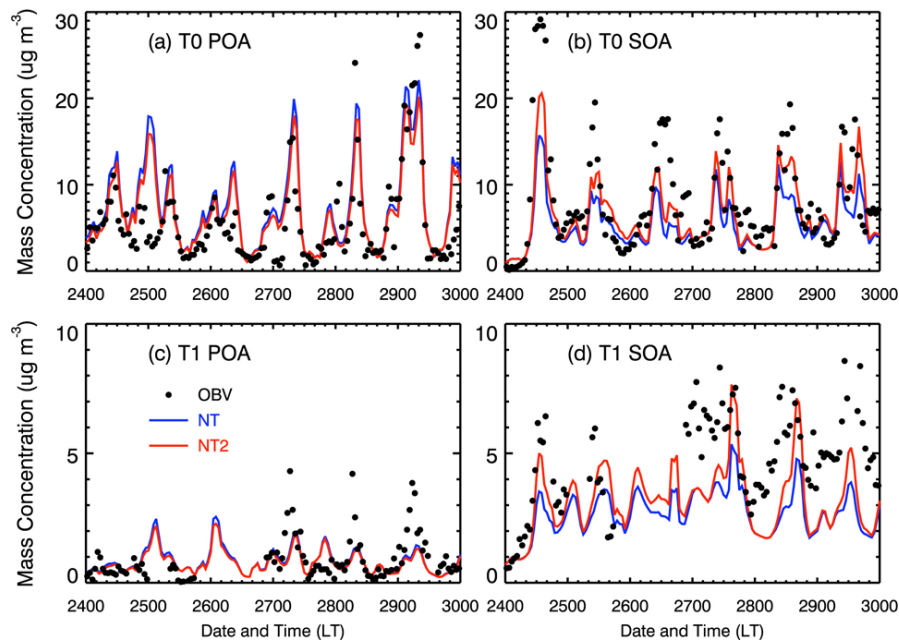 (a) T0 POA
(b) T0 SOA
Mass Concentration (ug m-3)
30
20
10
0
30
20
10
0
2400 2500 2600 2700 2800 2900 3000
2400 2500 2600 2700 2800 2900 3000
(c) T1 POA
(d) T1 SOA
OBV
NT
NT2
Mass Concentration (ug m-3)
10
5
0
10
5
0
2400 2500 2600 2700 2800 2900 3000
2400 2500 2600 2700 2800 2900 3000
Date and Time (LT)
Date and Time (LT)